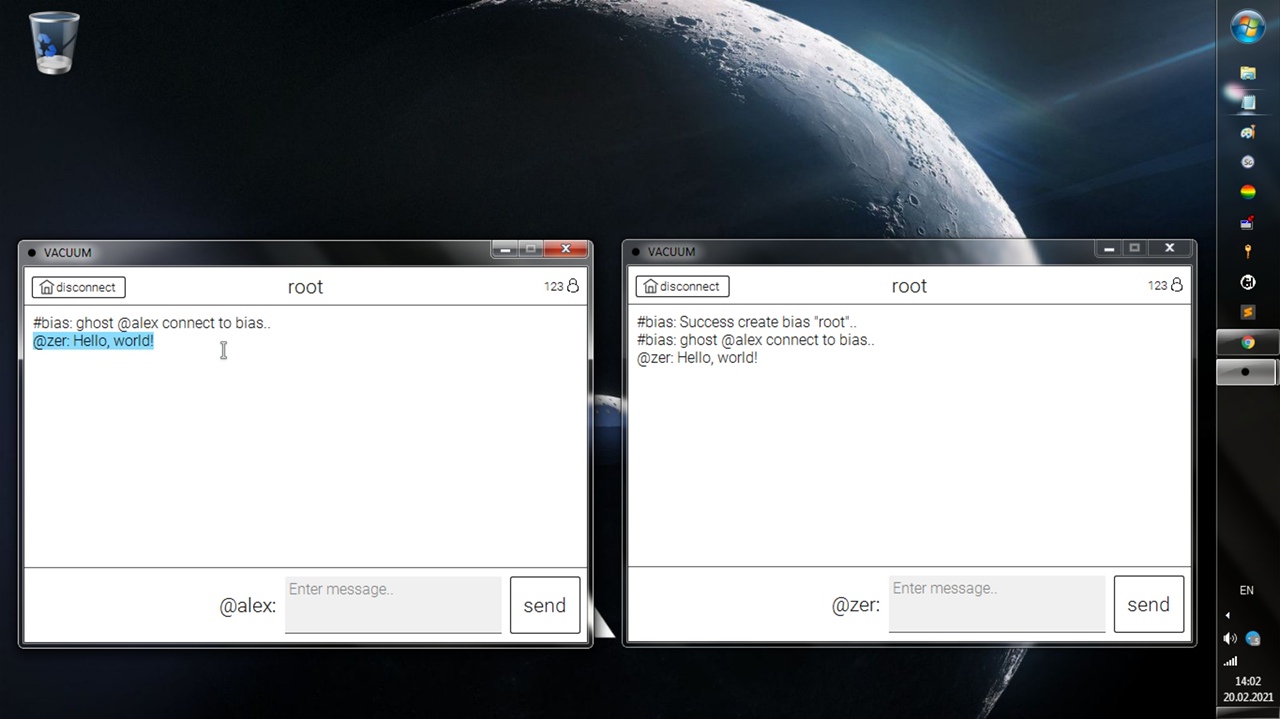 VACUUM
disconnect
root
123
#bias: ghost @alex connect to bias..
@zer: Hello, world!
@alex:
Enter message..
send
VACUUM
disconnect
root
123
#bias: Success create bias "root"..
#bias: ghost @alex connect to bias..
@zer: Hello, world!
@zer:
Enter message..
send
EN
14:02
20.02.2021